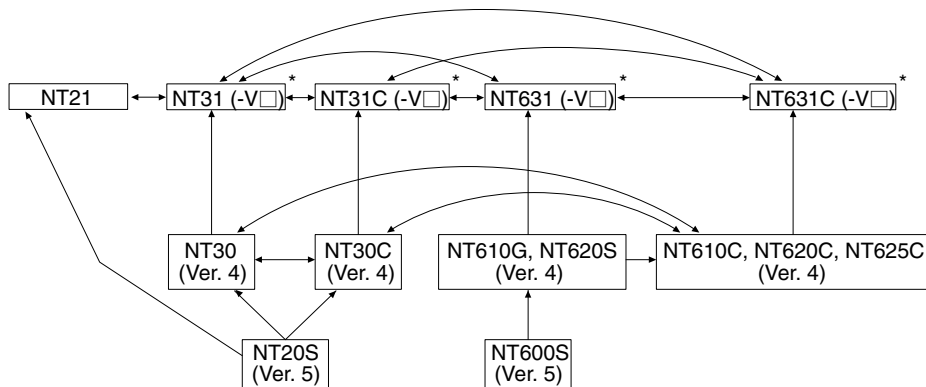 * * * *
NT21 NT31 (-V□) NT31C (-V□) NT631 (-V□) NT631C (-V□)
NT30 NT30C NT610G, NT620S NT610C, NT620C, NT625C
(Ver. 4) (Ver. 4) (Ver. 4) (Ver. 4)
NT20S NT600S
(Ver. 5) (Ver. 5)